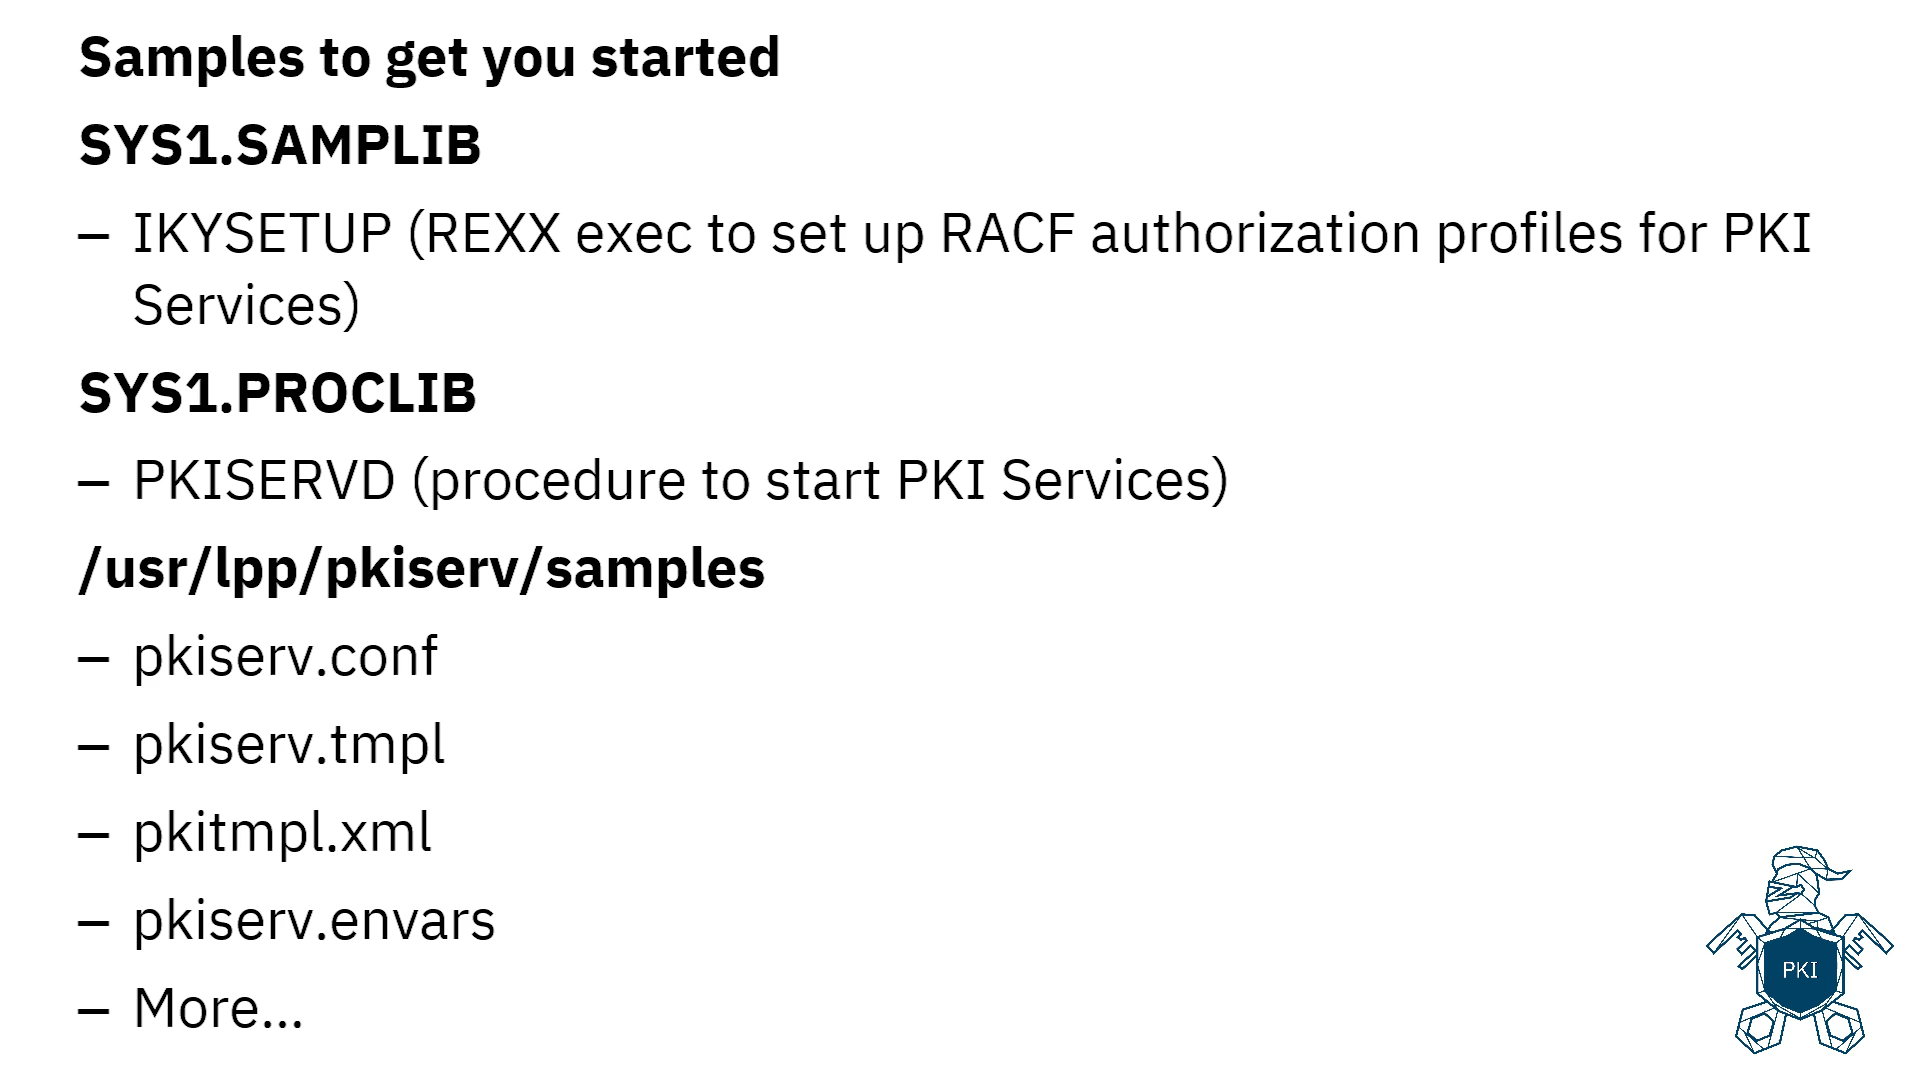 Samples to get you started
SYS1.SAMPLIB
– IKYSETUP (REXX exec to set up RACF authorization profiles for PKI
Services)
SYS1.PROCLIB
– PKISERVD (procedure to start PKI Services)
/usr/lpp/pkiserv/samples
– pkiserv.conf
– pkiserv.tmpl
– pkitmpl.xml
– pkiserv.envars
– More…
PKI